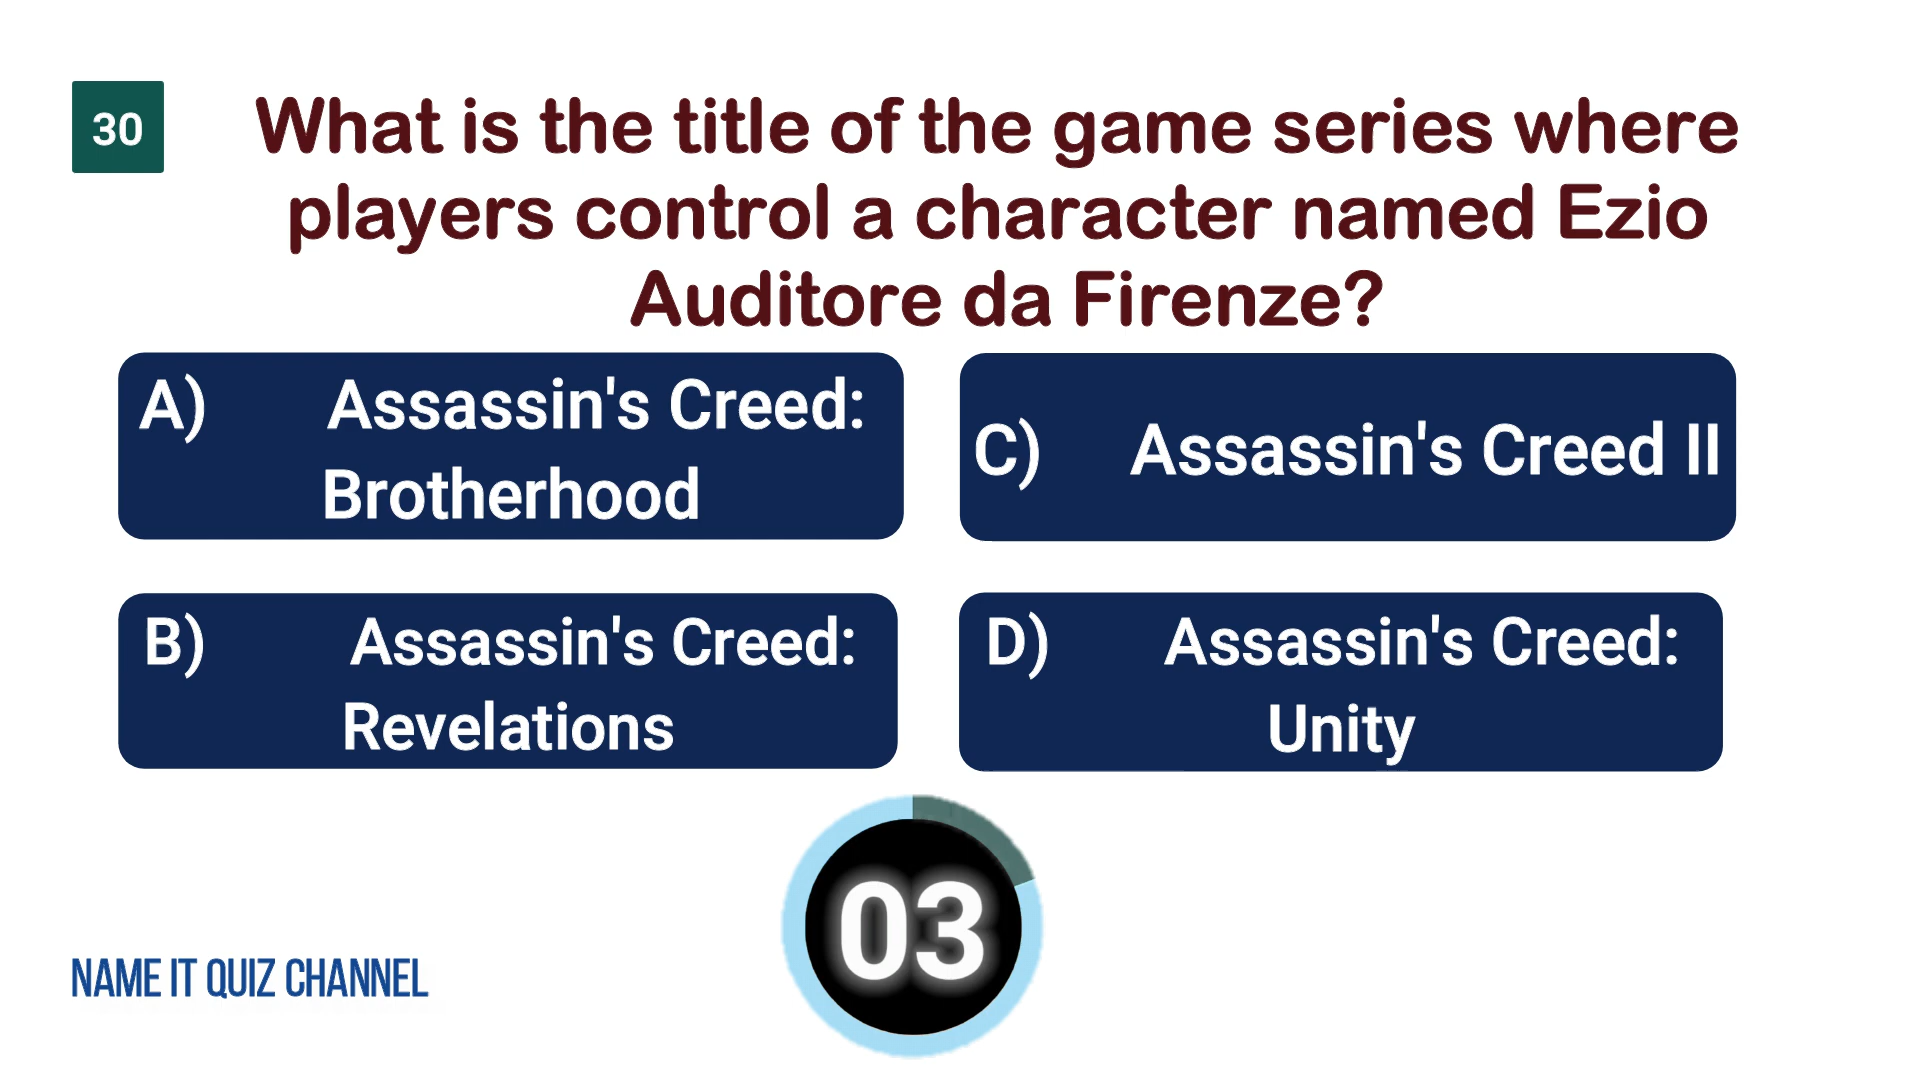 30
What is the title of the game series where
players control a character named Ezio
Auditore da Firenze?
A) Assassin's Creed:
Brotherhood
C) Assassin's Creed II
B) Assassin's Creed:
Revelations
D) Assassin's Creed:
Unity
03
NAME IT QUIZ CHANNEL